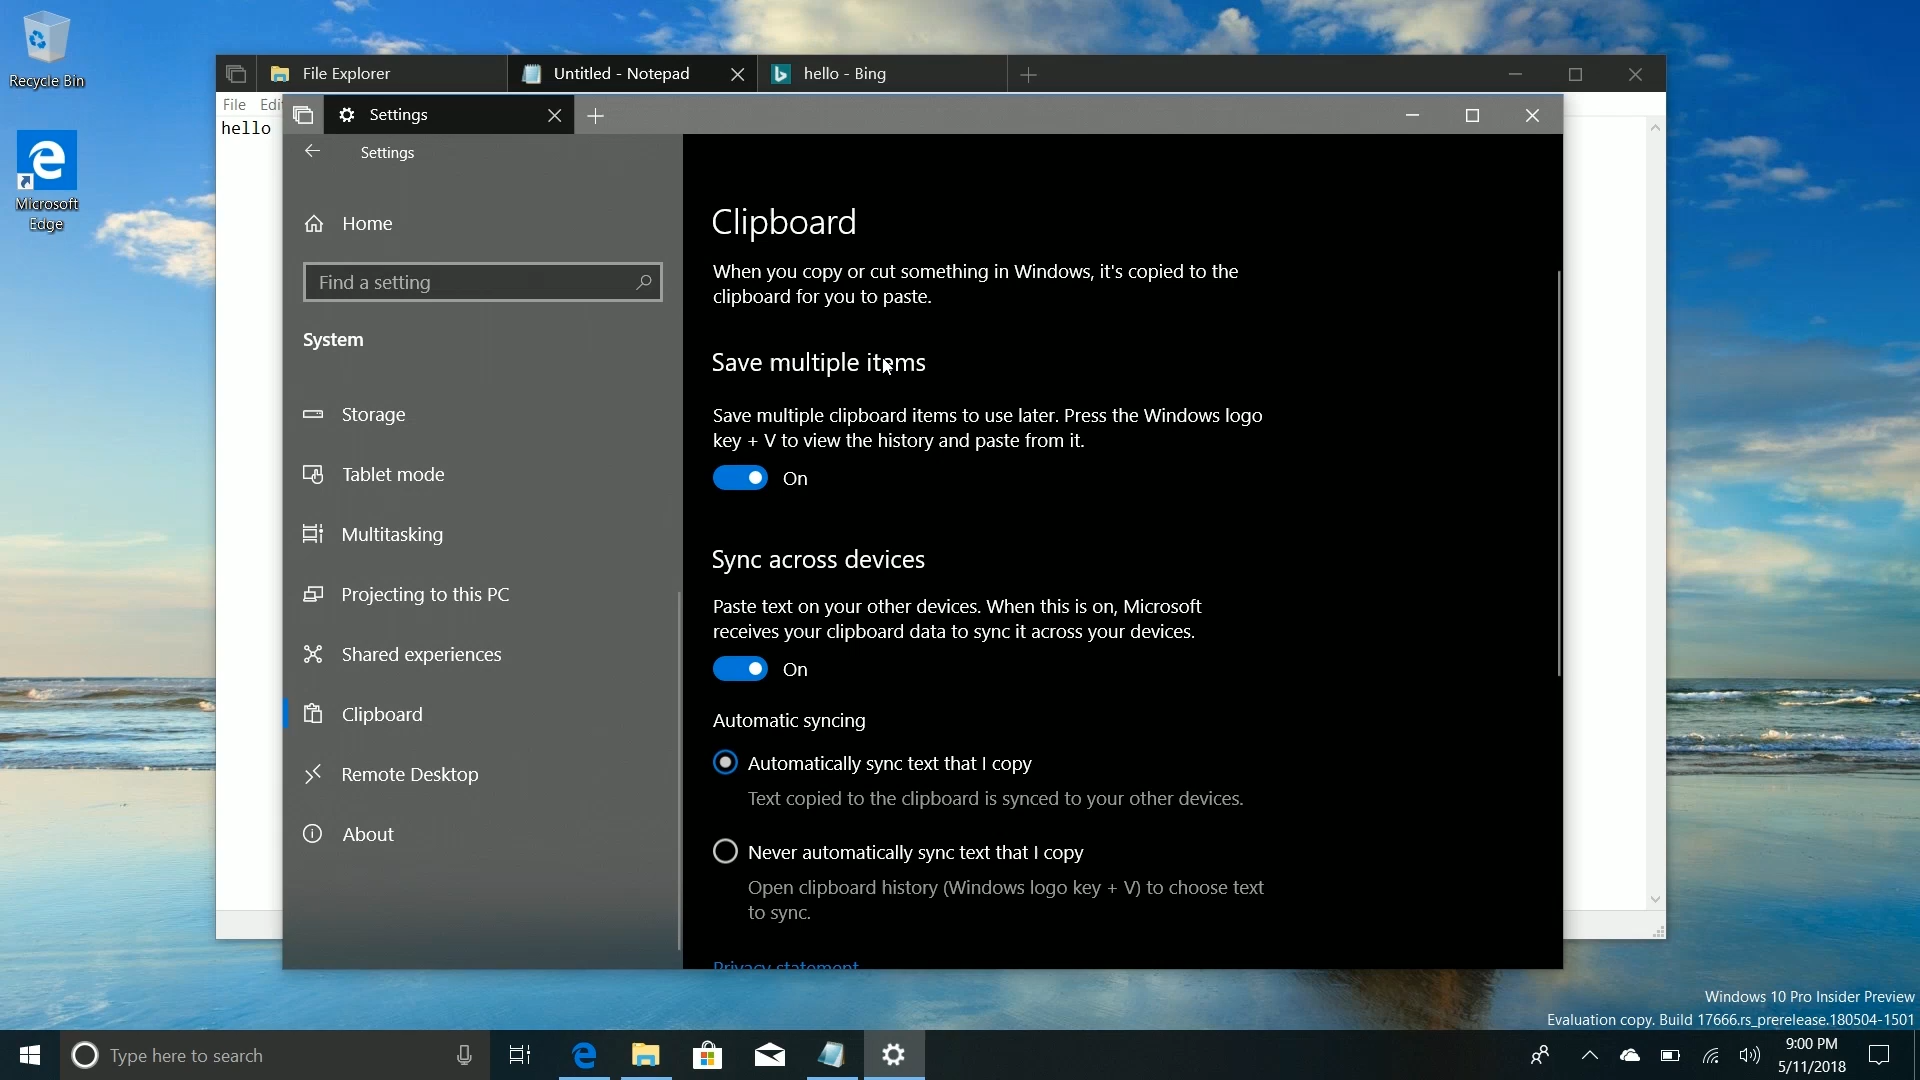 Recycle Bin
Microsoft
Edge
File Explorer
Untitled - Notepad
hello - Bing
File
hello
Settings
Settings
Home
Find a setting
System
Storage
Tablet mode
Multitasking
Projecting to this PC
Shared experiences
Clipboard
Remote Desktop
About
Clipboard
When you copy or cut something in Windows, it's copied to the
clipboard for you to paste.
Save multiple items
Save multiple clipboard items to use later. Press the Windows logo
key + V to view the history and paste from it.
On
Sync across devices
Paste text on your other devices. When this is on, Microsoft
receives your clipboard data to sync it across your devices.
On
Automatic syncing
Automatically sync text that I copy
Text copied to the clipboard is synced to your other devices.
Never automatically sync text that I copy
Open clipboard history (Windows logo key + V) to choose text
to sync.
Privacy statement
Windows 10 Pro Insider Preview
Evaluation copy. Build 17666.rs_prerelease.180504-1501
Type here to search
9:00 PM
5/11/2018